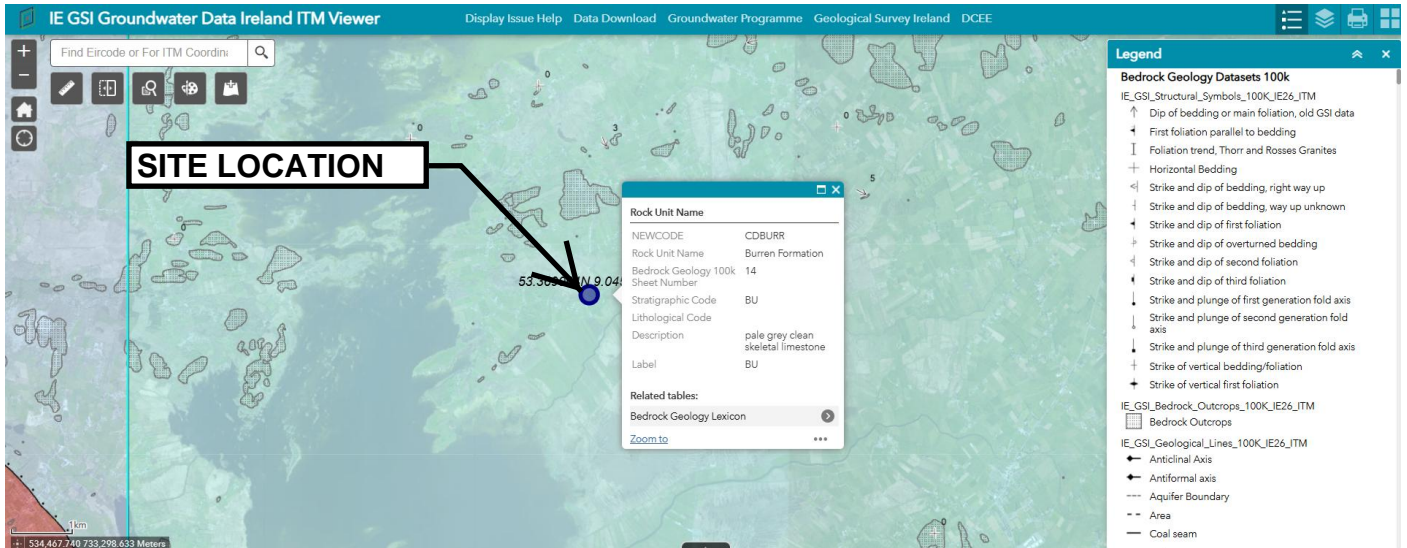 IE GSI Groundwater Data Ireland ITM Viewer
Display Issue Help Data Download Groundwater Programme Geological Survey Ireland DCEE
Find Eircode or For ITM Coordin
SITE LOCATION
0
0
3
0
5
0
0
Rock Unit Name
NEWCODE CDBURR
Rock Unit Name Burren Formation
Bedrock Geology 100k 14
Sheet Number
Stratigraphic Code BU
Lithological Code
Description pale grey clean
skeletal limestone
Label BU
Related tables:
Bedrock Geology Lexicon
Zoom to
1km
534,467.740 733,298.633 Meters
Legend
Bedrock Geology Datasets 100k
IE_GSI_Structural_Symbols_100K_IE26_ITM
Dip of bedding or main foliation, old GSI data
First foliation parallel to bedding
Foliation trend, Thorr and Rosses Granites
Horizontal Bedding
Strike and dip of bedding, right way up
Strike and dip of bedding, way up unknown
Strike and dip of first foliation
Strike and dip of overturned bedding
Strike and dip of second foliation
Strike and dip of third foliation
Strike and plunge of first generation fold axis
Strike and plunge of second generation fold
axis
Strike and plunge of third generation fold axis
Strike of vertical bedding/foliation
Strike of vertical first foliation
IE_GSI_Bedrock_Outcrops_100K_IE26_ITM
Bedrock Outcrops
IE_GSI_Geological_Lines_100K_IE26_ITM
Anticlinal Axis
Antiformal axis
Aquifer Boundary
Area
Coal seam